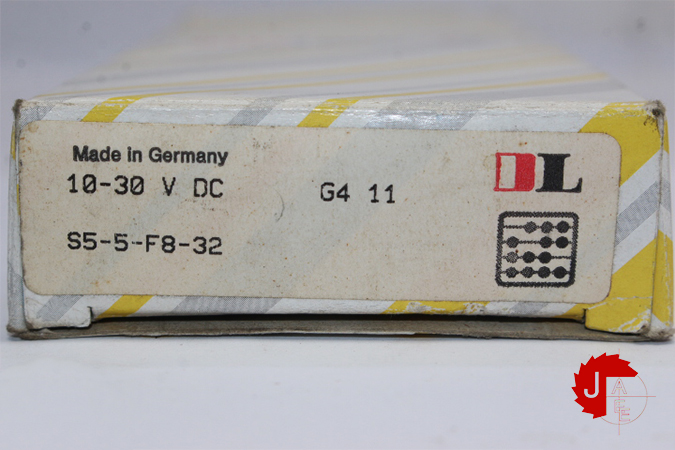 Made in Germany
10-30 V DC
G4 11
DL
S5-5-F8-32
J
A
E